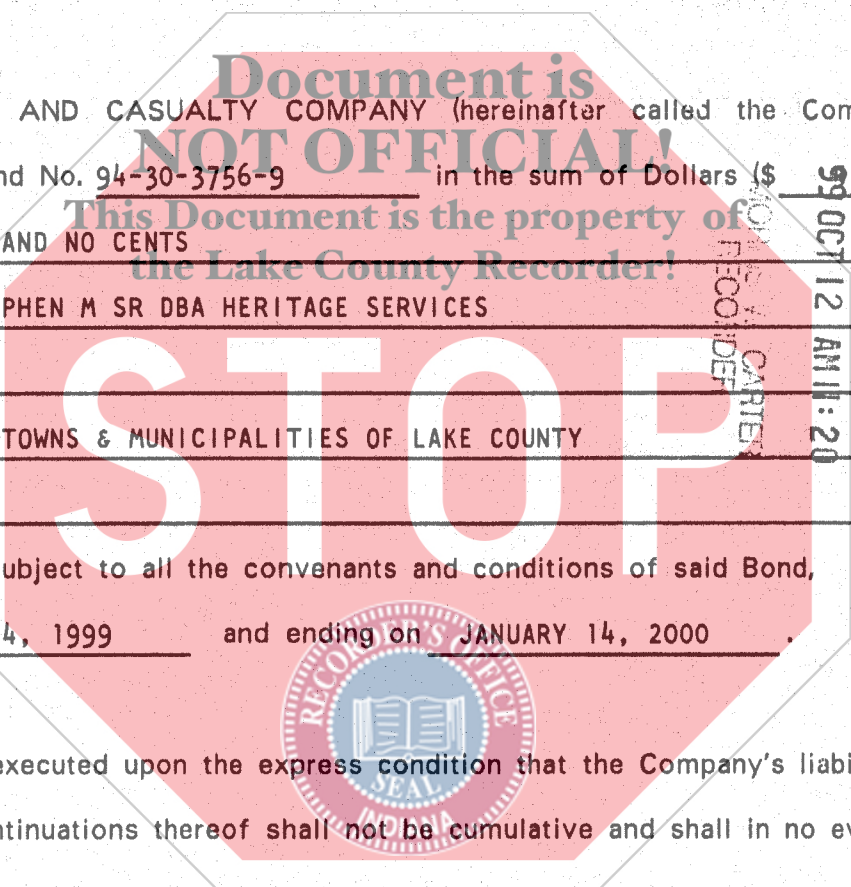 Document is
AND CASUALTY COMPANY (hereinafter called the Com
NOT OFFICIAL!
nd No. 94-30-3756-9 in the sum of Dollars ($
This Document is the property of
AND NO CENTS
the Lake County Recorder!
PHEN M SR DBA HERITAGE SERVICES
STOP
TOWNS & MUNICIPALITIES OF LAKE COUNTY
ubject to all the convenants and conditions of said Bond,
4, 1999 and ending on JANUARY 14, 2000 .
executed upon the express condition that the Company's liabi
ntinuations thereof shall not be cumulative and shall in no ev
RECORDER'S OFFICE
SEAL
INDIANA
99 OCT 12 AM
20
CARTER